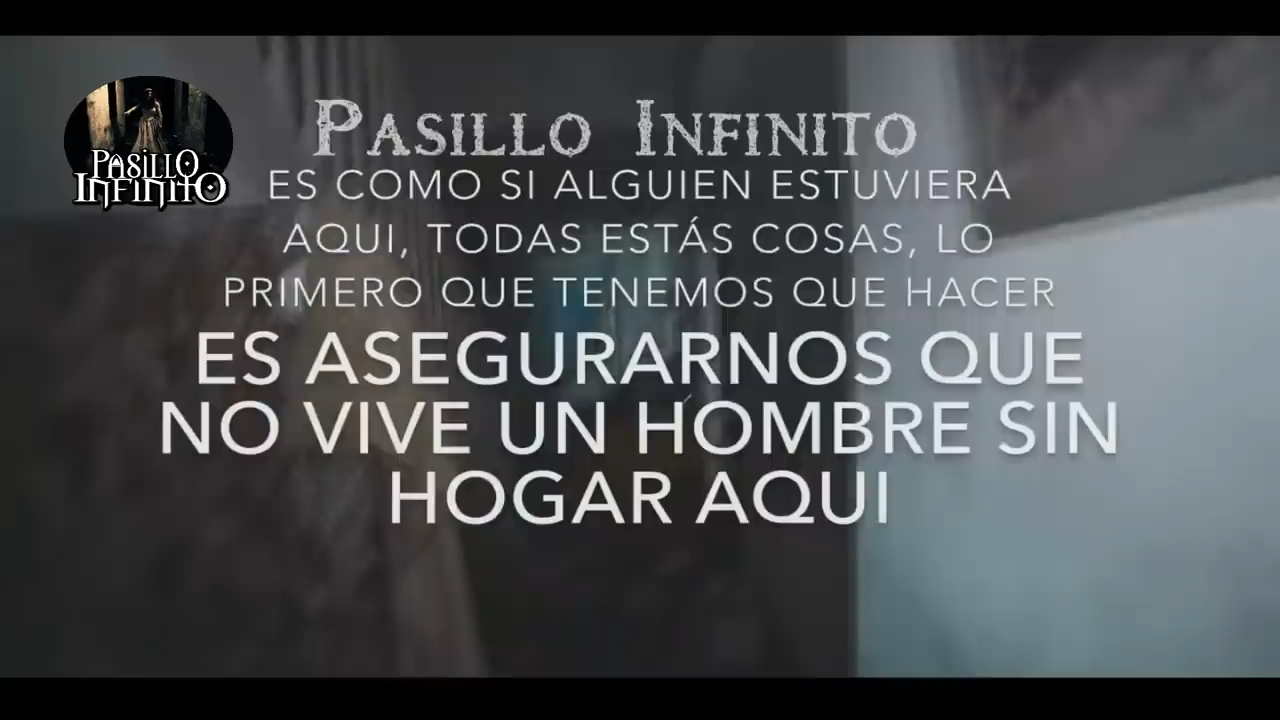 PASILLO
INFINITO
PASILLO INFINITO
ES COMO SI ALGUIEN ESTUVIERA
AQUI, TODAS ESTÁS COSAS, LO
PRIMERO QUE TENEMOS QUE HACER
ES ASEGURARNOS QUE
NO VIVE UN HOMBRE SIN
HOGAR AQUI